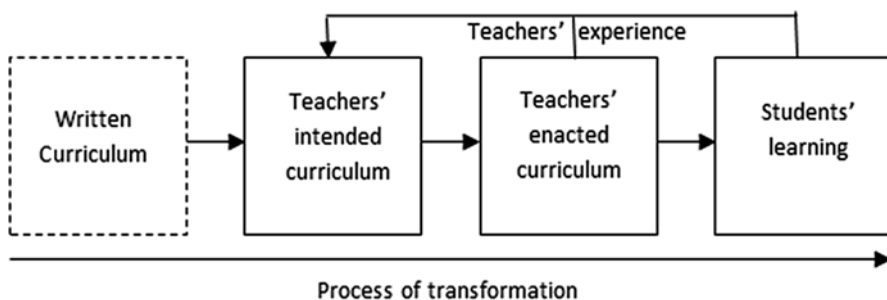 Teachers’ experience
Written
Curriculum
Teachers’
intended
curriculum
Teachers’
enacted
curriculum
Students’
learning
Process of transformation